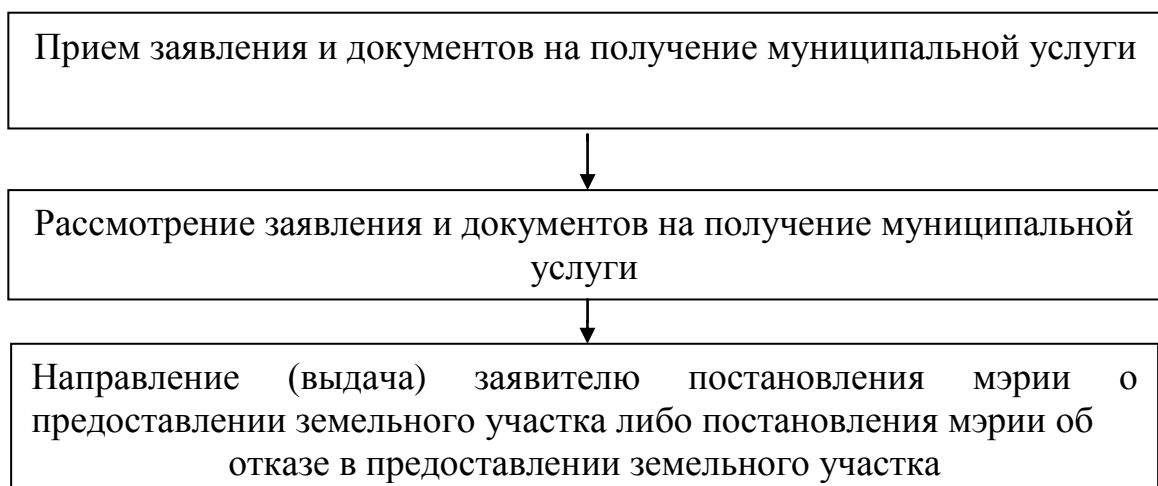 Прием заявления и документов на получение муниципальной услуги
Рассмотрение заявления и документов на получение муниципальной
услуги
Направление (выдача) заявителю постановления мэрии о
предоставлении земельного участка либо постановления мэрии об
отказе в предоставлении земельного участка